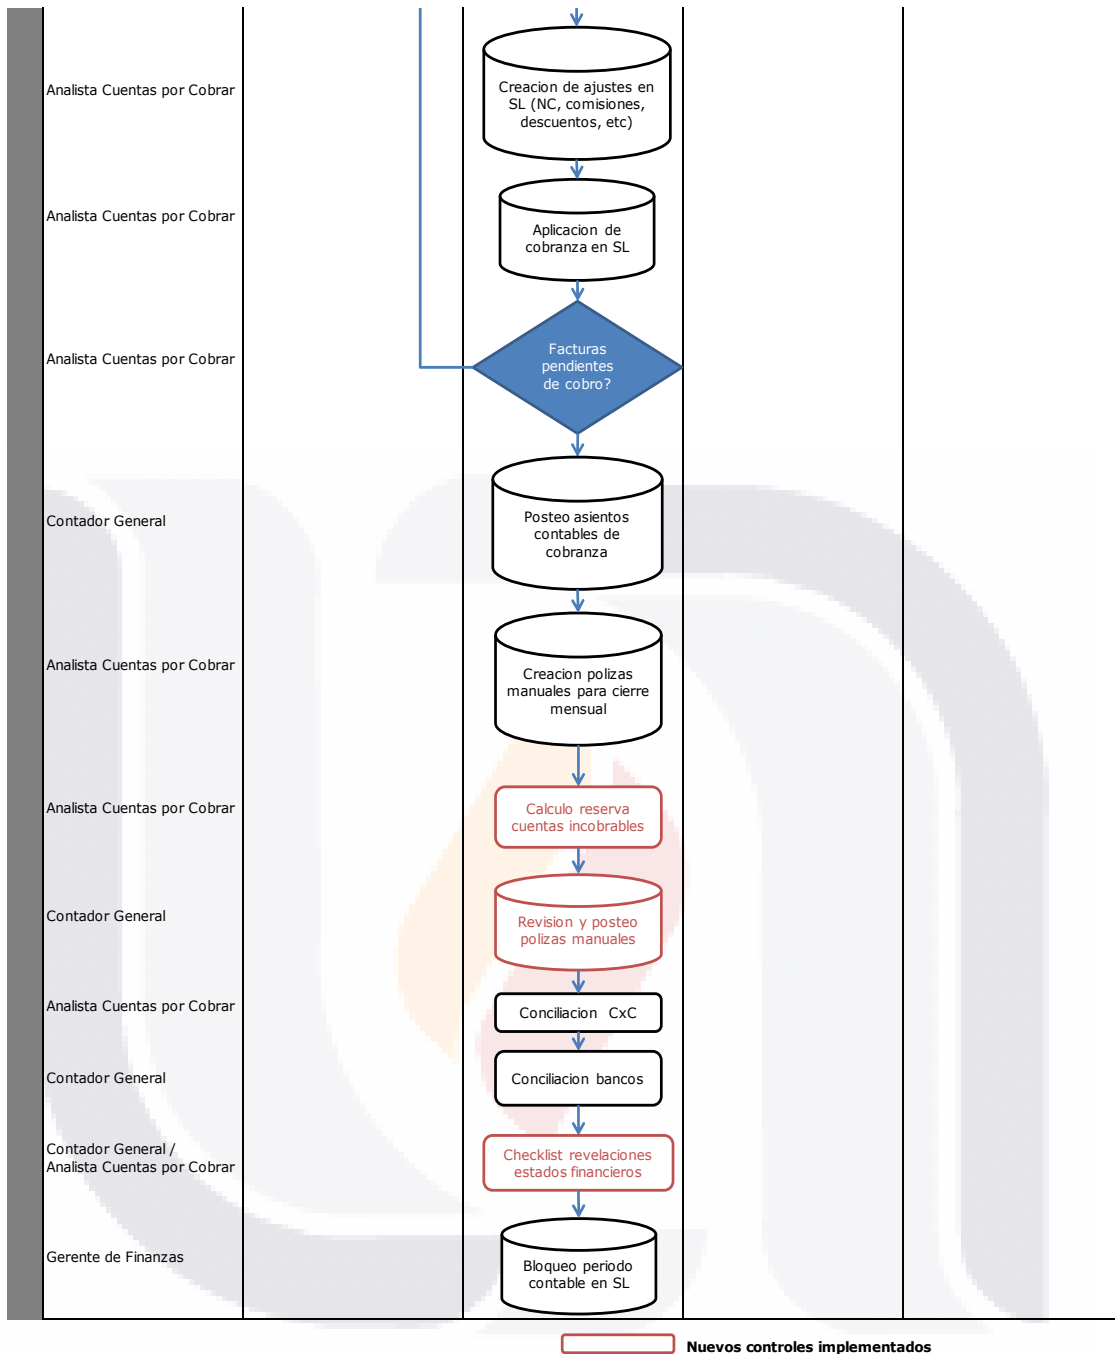 Analista Cuentas por Cobrar
Creacion de ajustes en
SL (NC, comisiones,
descuentos, etc)
Analista Cuentas por Cobrar
Aplicacion de
cobranza en SL
Analista Cuentas por Cobrar
Facturas
pendientes
de cobro?
Contador General
Posteo asientos
contables de
cobranza
Analista Cuentas por Cobrar
Creacion polizas
manuales para cierre
mensual
Analista Cuentas por Cobrar
Calculo reserva
cuentas incobrables
Contador General
Revision y posteo
polizas manuales
Analista Cuentas por Cobrar
Conciliacion CxC
Contador General
Conciliacion bancos
Contador General /
Analista Cuentas por Cobrar
Checklist revelaciones
estados financieros
Gerente de Finanzas
Bloqueo periodo
contable en SL
Nuevos controles implementados